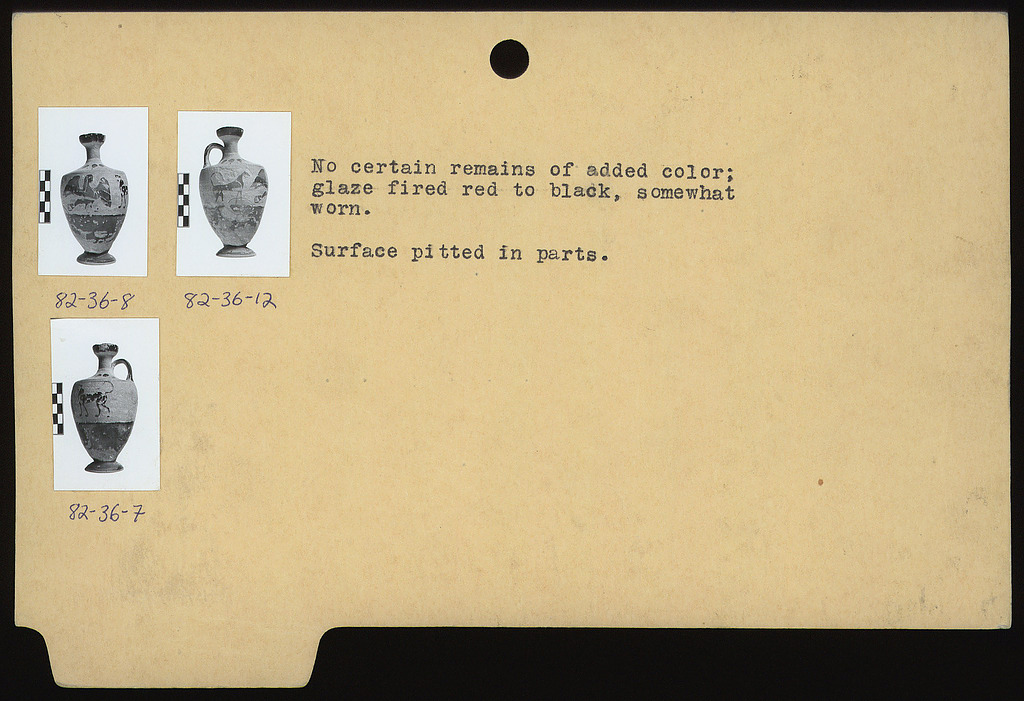 No certain remains of added color;
glaze fired red to black, somewhat
worn.
Surface pitted in parts.
82-36-8
82-36-12
82-36-7